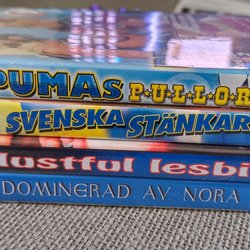 PUMAS PULLOR
SVENSKA STÄNKAR
lustful lesbi
DOMINERAD AV NORA